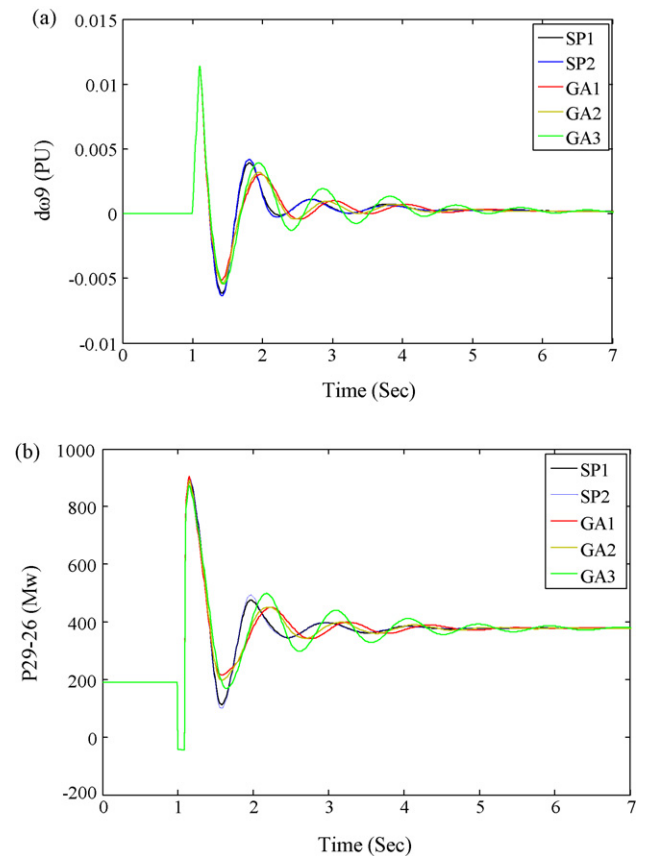 (a)
0.015
0.01
0.005
0
-0.005
-0.01
dω9 (PU)
SP1
SP2
GA1
GA2
GA3
0 1 2 3 4 5 6 7
Time (Sec)
(b)
1000
800
600
400
200
0
-200
P29-26 (Mw)
SP1
SP2
GA1
GA2
GA3
0 1 2 3 4 5 6 7
Time (Sec)